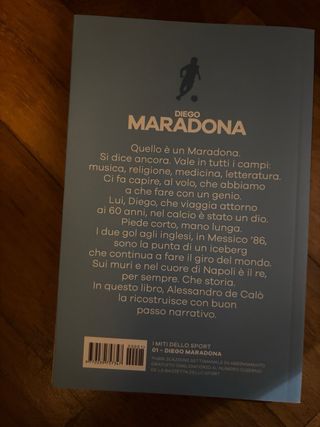 DIEGO
MARADONA
Quello è un Maradona.
Si dice ancora. Vale in tutti i campi:
musica, religione, medicina, letteratura.
Ci fa capire, al volo, che abbiamo
a che fare con un genio.
Lui, Diego, che viaggia attorno
ai 60 anni, nel calcio è stato un dio.
Piede corto, mano lunga.
I due gol agli inglesi, in Messico '86,
sono la punta di un iceberg
che continua a fare il giro del mondo.
Sui muri e nel cuore di Napoli è il re,
per sempre. Che storia.
In questo libro, Alessandro de Calò
la ricostruisce con buon
passo narrativo.
I MITI DELLO SPORT
01 - DIEGO MARADONA